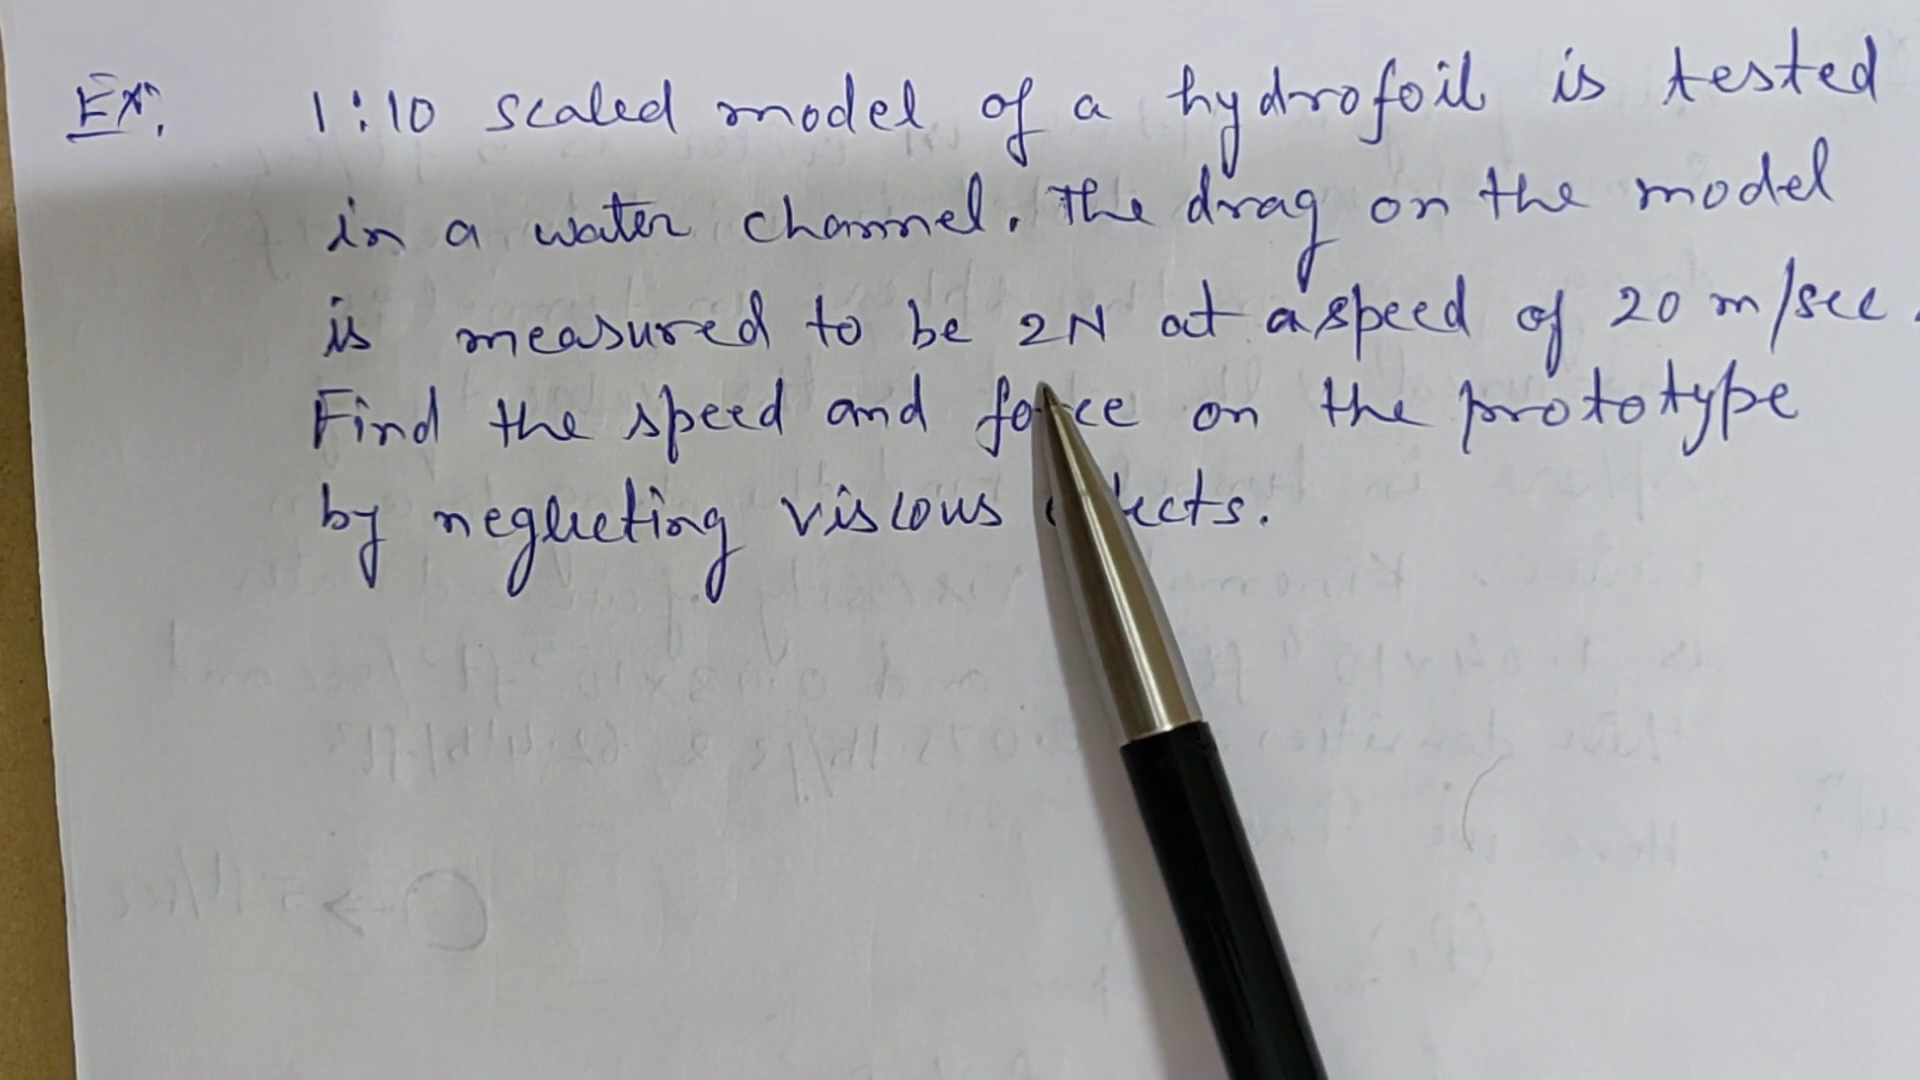 Ex. 1:10 scaled model of a hydrofoil is tested
in a water channel. The drag on the model
is measured to be 2N at a speed of 20 m/sec.
Find the speed and force on the prototype
by neglecting viscous